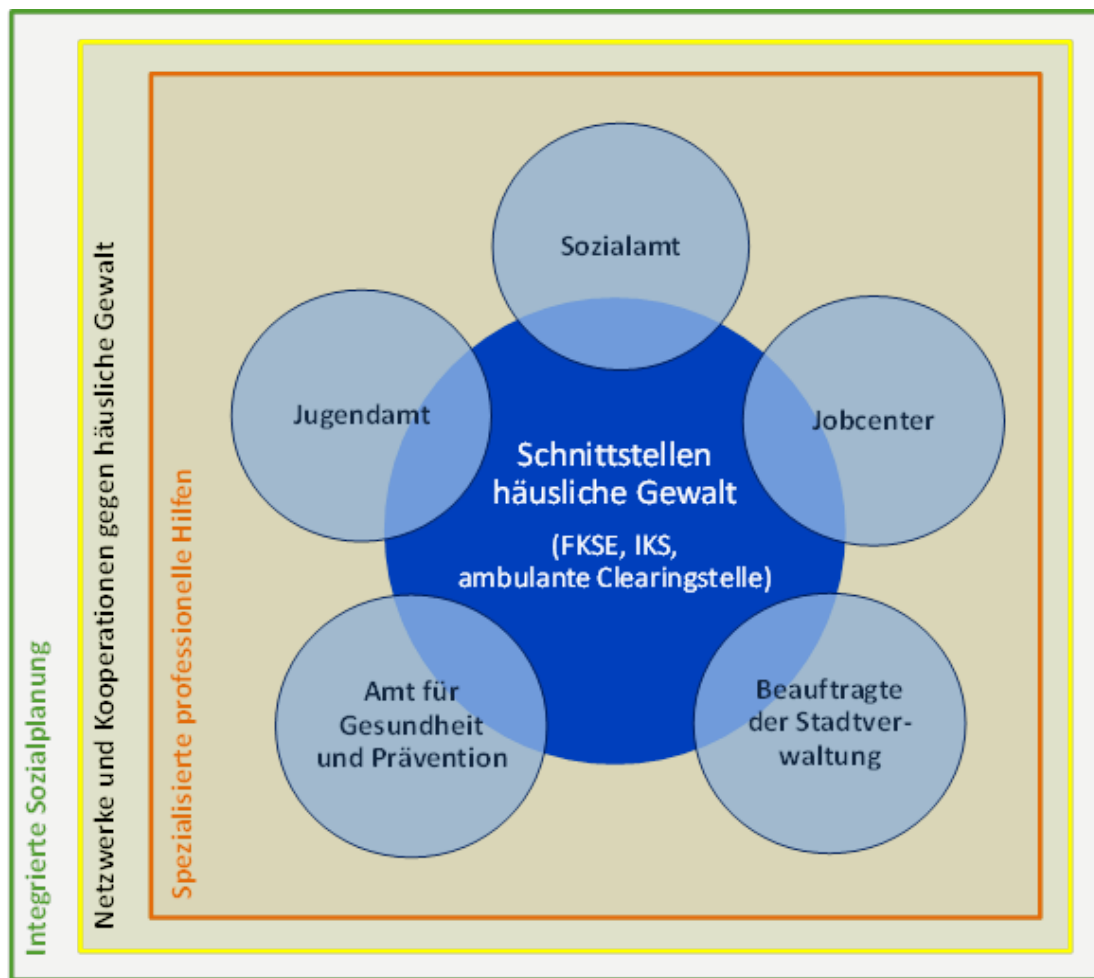 Integrierte Sozialplanung
Netzwerke und Kooperationen gegen häusliche Gewalt
Spezialisierte professionelle Hilfen
Sozialamt
Jugendamt
Jobcenter
Schnittstellen
häusliche Gewalt
(FKSE, IKS,
ambulante Clearingstelle)
Amt für
Gesundheit
und Prävention
Beauftragte
der Stadtver-
waltung